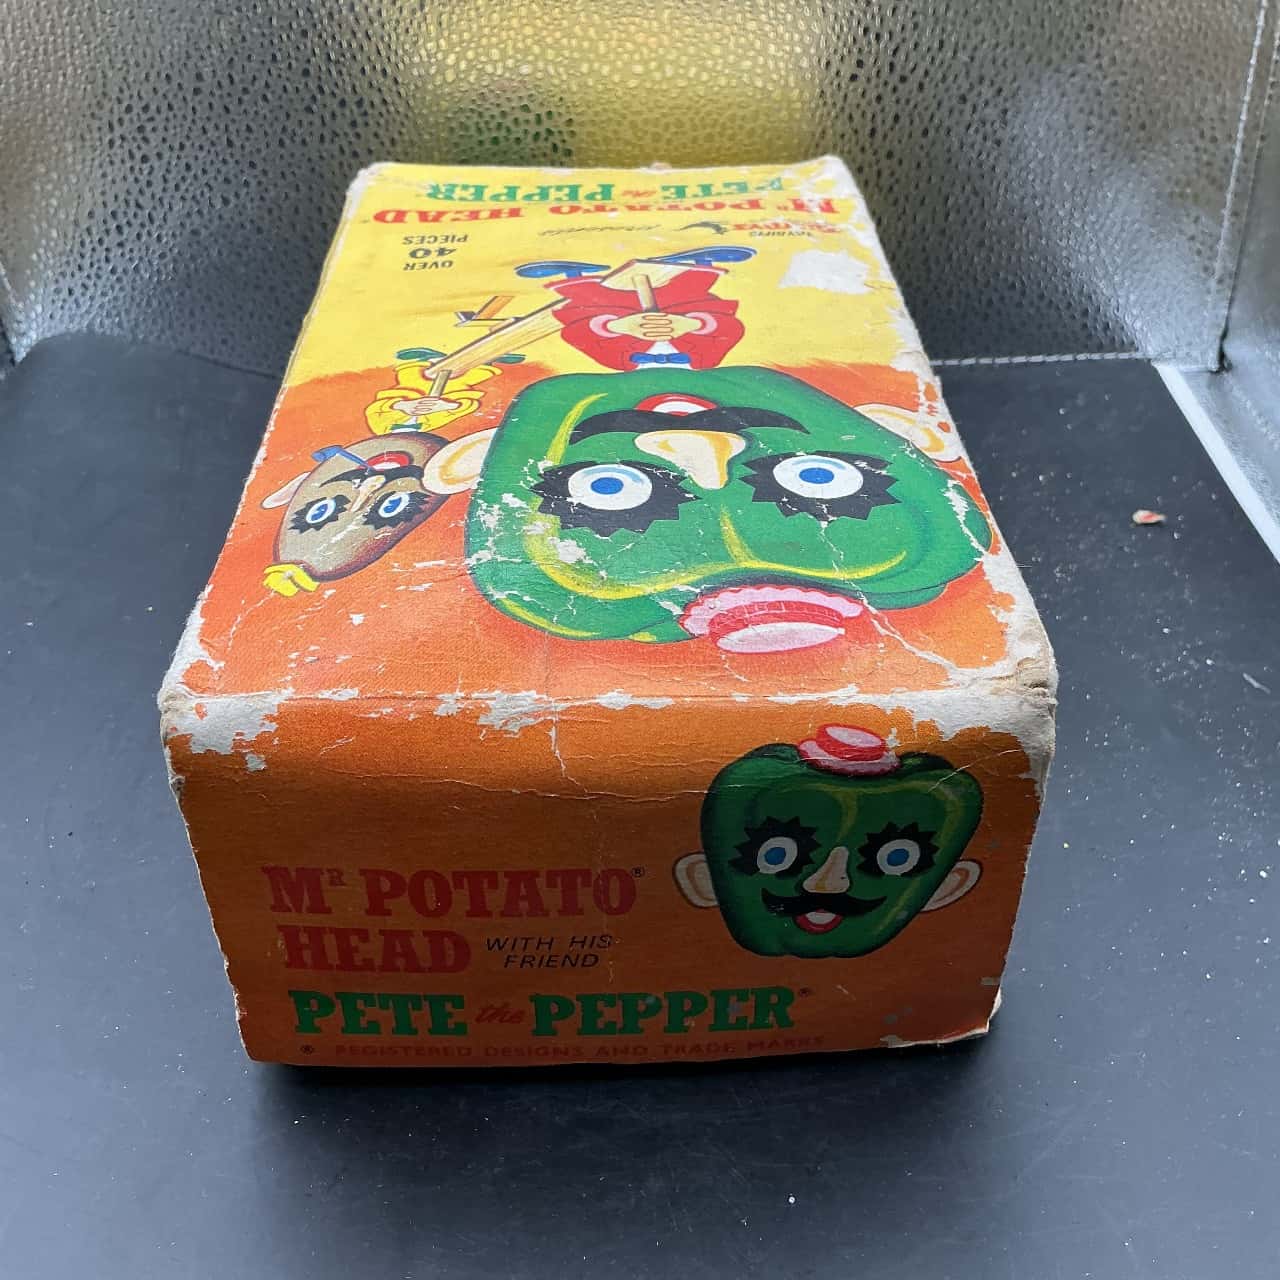 PETE the PEPPER
Mr POTATO HEAD
presents
OVER
40
PIECES
MR POTATO®
HEAD WITH HIS
FRIEND
PETE the PEPPER®
® REGISTERED DESIGNS AND TRADE MARKS